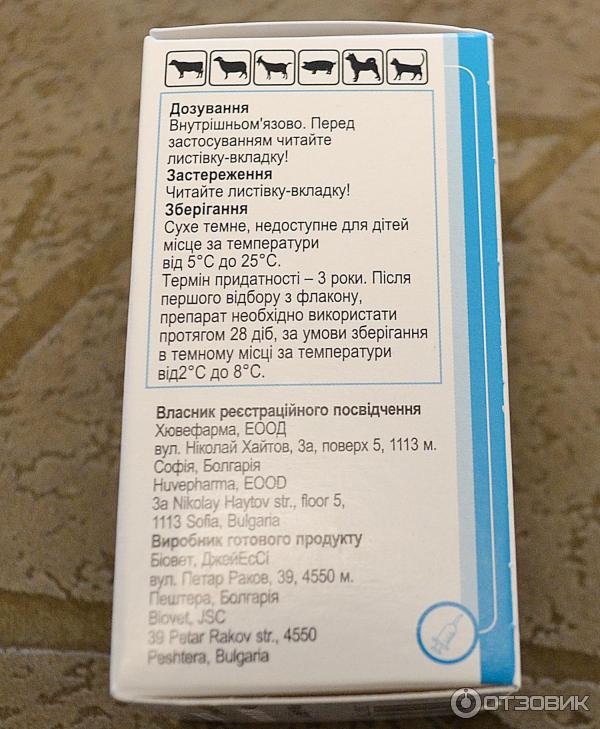 Дозування
Внутрішньом'язово. Перед
застосуванням читайте
листівку-вкладку!
Застереження
Читайте листівку-вкладку!
Зберігання
Сухе темне, недоступне для дітей
місце за температури
від 5°С до 25°С.
Термін придатності – 3 роки. Після
першого відбору з флакону,
препарат необхідно використати
протягом 28 діб, за умови зберігання
в темному місці за температури
від2°С до 8°С.
Власник реєстраційного посвідчення
Хювефарма, ЕООД
вул. Ніколай Хайтов, 3а, поверх 5, 1113 м.
Софія, Болгарія
Huvepharma, EOOD
3a Nikolay Haytov str., floor 5,
1113 Sofia, Bulgaria
Виробник готового продукту
Біовет, ДжейЕсСі
вул. Петар Раков, 39, 4550 м.
Пештера, Болгарія
Biovet, JSC
39 Petar Rakov str., 4550
Peshtera, Bulgaria
ОТЗОВИК